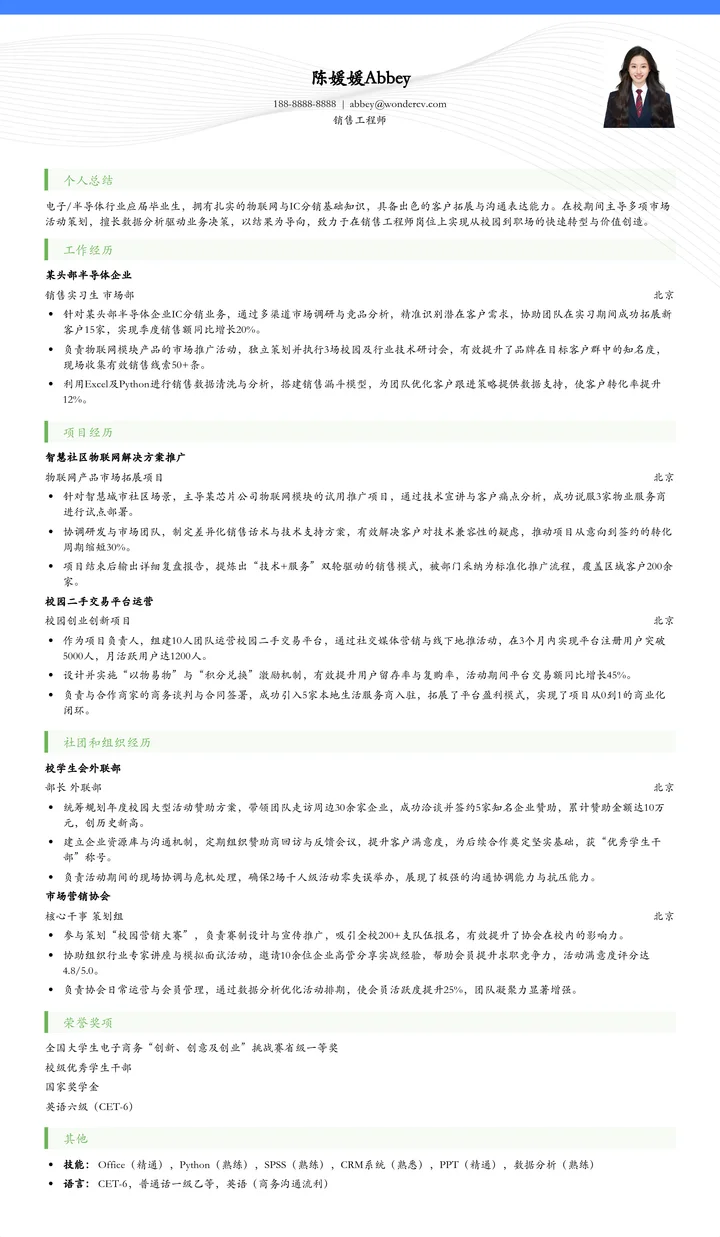 陈媛媛Abbey
188-8888-8888 | abbey@wondercv.com
销售工程师
个人总结
电子/半导体行业应届毕业生，拥有扎实的物联网与IC分销基础知识，具备出色的客户拓展与沟通表达能力。在校期间主导多项市场
活动策划，擅长数据分析驱动业务决策，以结果为导向，致力于在销售工程师岗位上实现从校园到职场的快速转型与价值创造。
工作经历
某头部半导体企业
销售实习生 市场部 北京
• 针对某头部半导体企业IC分销业务，通过多渠道市场调研与竞品分析，精准识别潜在客户需求，协助团队在实习期间成功拓展新
客户15家，实现季度销售额同比增长20%。
• 负责物联网模块产品的市场推广活动，独立策划并执行3场校园及行业技术研讨会，有效提升了品牌在目标客户群中的知名度，
现场收集有效销售线索50+条。
• 利用Excel及Python进行销售数据清洗与分析，搭建销售漏斗模型，为团队优化客户跟进策略提供数据支持，使客户转化率提升
12%。
项目经历
智慧社区物联网解决方案推广
物联网产品市场拓展项目 北京
• 针对智慧城市社区场景，主导某芯片公司物联网模块的试用推广项目，通过技术宣讲与客户痛点分析，成功说服3家物业服务商
进行试点部署。
• 协调研发与市场团队，制定差异化销售话术与技术支持方案，有效解决客户对技术兼容性的疑虑，推动项目从意向到签约的转化
周期缩短30%。
• 项目结束后输出详细复盘报告，提炼出“技术+服务”双轮驱动的销售模式，被部门采纳为标准化推广流程，覆盖区域客户200余
家。
校园二手交易平台运营
校园创业创新项目 北京
• 作为项目负责人，组建10人团队运营校园二手交易平台，通过社交媒体营销与线下地推活动，在3个月内实现平台注册用户突破
5000人，月活跃用户达1200人。
• 设计并实施“以物易物”与“积分兑换”激励机制，有效提升用户留存率与复购率，活动期间平台交易额同比增长45%。
• 负责与合作商家的商务谈判与合同签署，成功引入5家本地生活服务商入驻，拓展了平台盈利模式，实现了项目从0到1的商业化
闭环。
社团和组织经历
校学生会外联部
部长 外联部 北京
• 统筹规划年度校园大型活动赞助方案，带领团队走访周边30余家企业，成功洽谈并签约5家知名企业赞助，累计赞助金额达10万
元，创历史新高。
• 建立企业资源库与沟通机制，定期组织赞助商回访与反馈会议，提升客户满意度，为后续合作奠定坚实基础，获“优秀学生干
部”称号。
• 负责活动期间的现场协调与危机处理，确保2场千人级活动零失误举办，展现了极强的沟通协调能力与抗压能力。
市场营销协会
核心干事 策划组 北京
• 参与策划“校园营销大赛”，负责赛制设计与宣传推广，吸引全校200+支队伍报名，有效提升了协会在校内的影响力。
• 协助组织行业专家讲座与模拟面试活动，邀请10余位企业高管分享实战经验，帮助会员提升求职竞争力，活动满意度评分达
4.8/5.0。
• 负责协会日常运营与会员管理，通过数据分析优化活动排期，使会员活跃度提升25%，团队凝聚力显著增强。
荣誉奖项
全国大学生电子商务“创新、创意及创业”挑战赛省级一等奖
校级优秀学生干部
国家奖学金
英语六级（CET-6）
其他
• 技能： Office（精通）, Python（熟练）, SPSS（熟练）, CRM系统（熟悉）, PPT（精通）, 数据分析（熟练）
• 语言： CET-6，普通话一级乙等，英语（商务沟通流利）